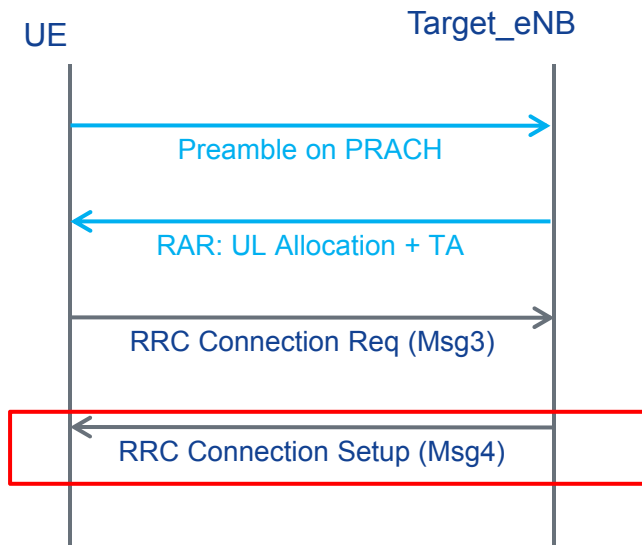 UE
Target_eNB
Preamble on PRACH
RAR: UL Allocation + TA
RRC Connection Req (Msg3)
RRC Connection Setup (Msg4)